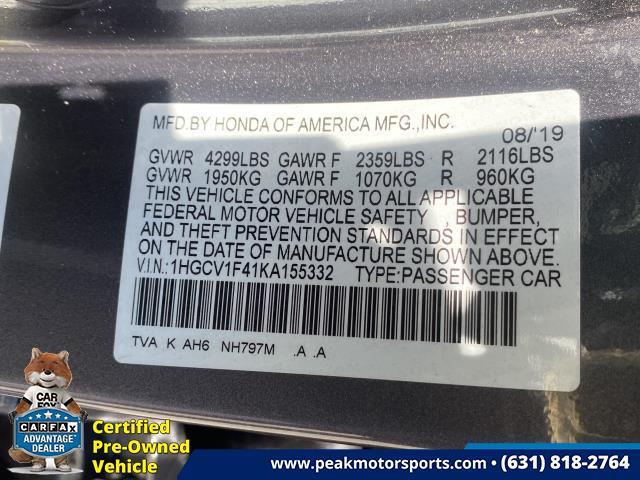 MFD.BY HONDA OF AMERICA MFG.,INC. 08/'19
GVWR 4299LBS GAWR F 2359LBS R 2116LBS
GVWR 1950KG GAWR F 1070KG R 960KG
THIS VEHICLE CONFORMS TO ALL APPLICABLE
FEDERAL MOTOR VEHICLE SAFETY , BUMPER,
AND THEFT PREVENTION STANDARDS IN EFFECT
ON THE DATE OF MANUFACTURE SHOWN ABOVE.
V.I.N.:1HGCV1F41KA155332 TYPE:PASSENGER CAR
TVA K AH6 NH797M .A .A
CAR
FOX
CARFAX
ADVANTAGE
DEALER
Certified
Pre-Owned
Vehicle
www.peakmotorsports.com • (631) 818-2764